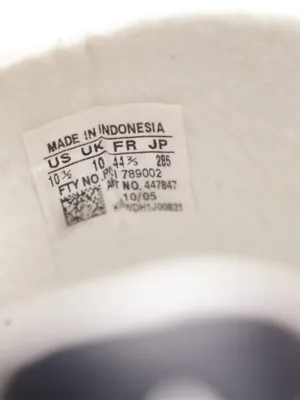 MADE IN INDONESIA
US UK FR JP
10 ½ 10 44 ⅔ 285
FTY NO. PCI 789002
ART NO. 447847
10/05